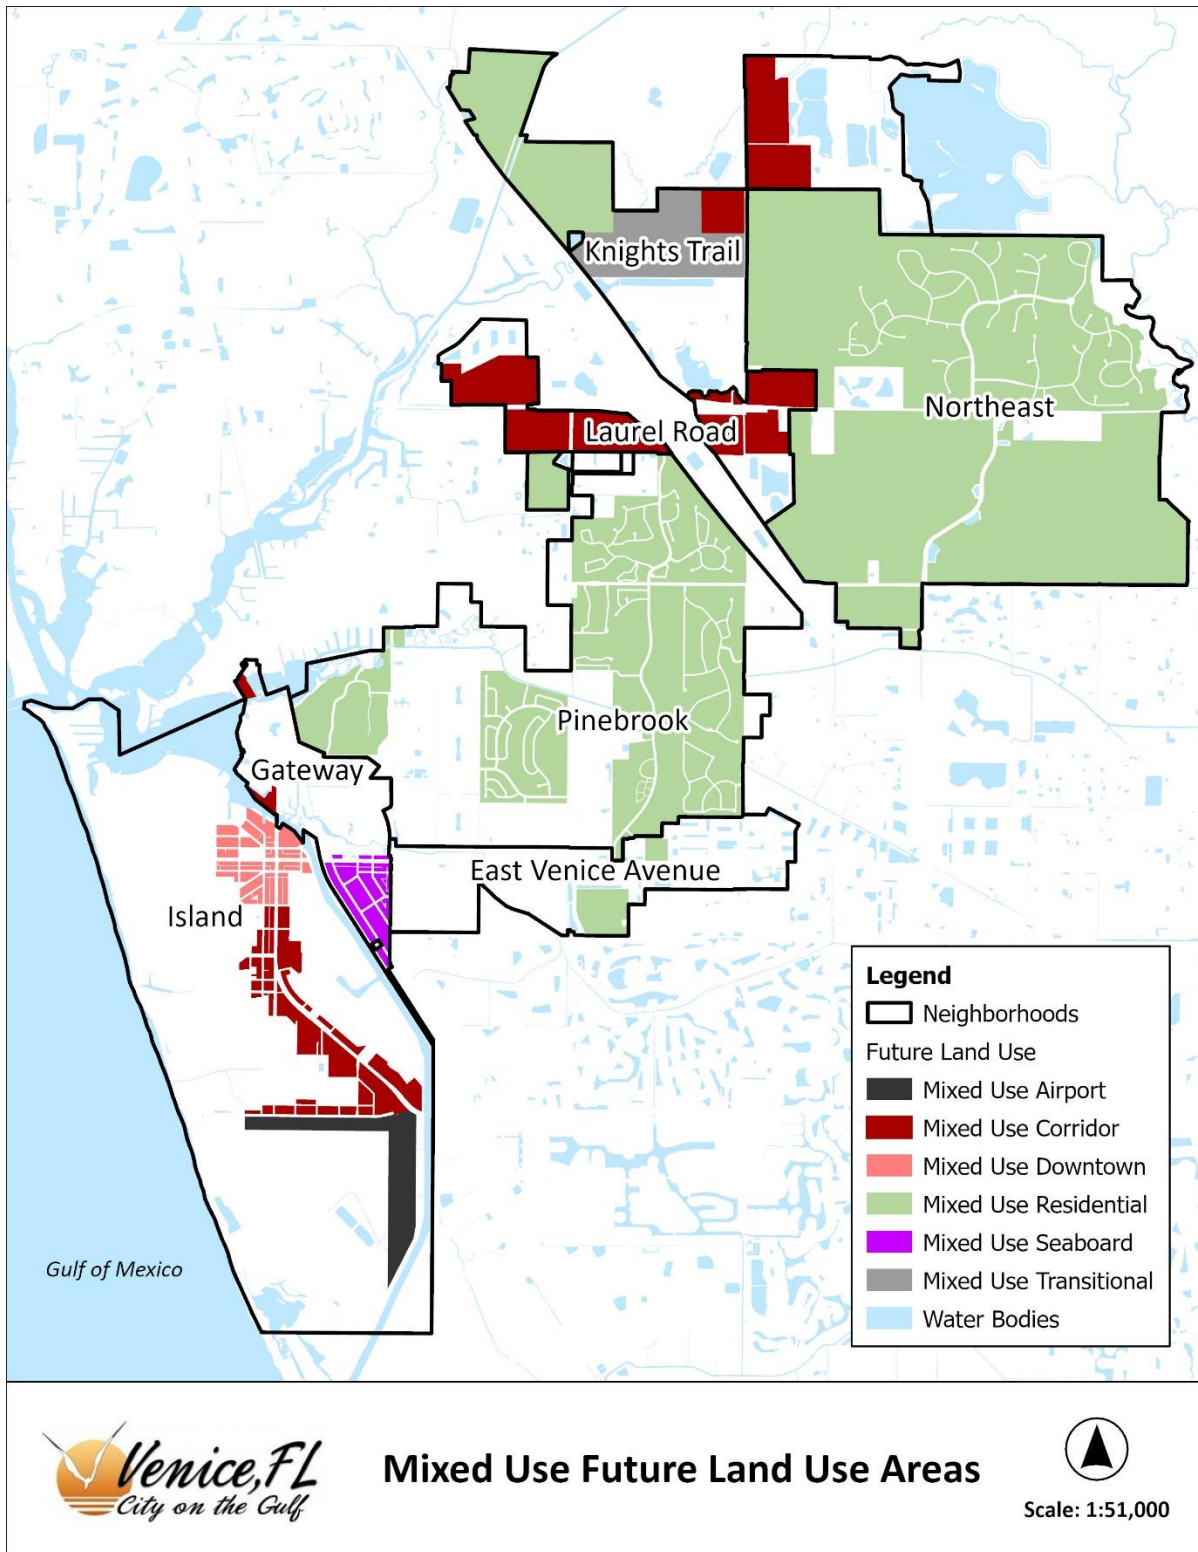 Knights Trail
Northeast
Laurel Road
Pinebrook
Gateway
East Venice Avenue
Island
Gulf of Mexico
Legend
Neighborhoods
Future Land Use
Mixed Use Airport
Mixed Use Corridor
Mixed Use Downtown
Mixed Use Residential
Mixed Use Seaboard
Mixed Use Transitional
Water Bodies
Venice, FL
City on the Gulf
Mixed Use Future Land Use Areas
Scale: 1:51,000